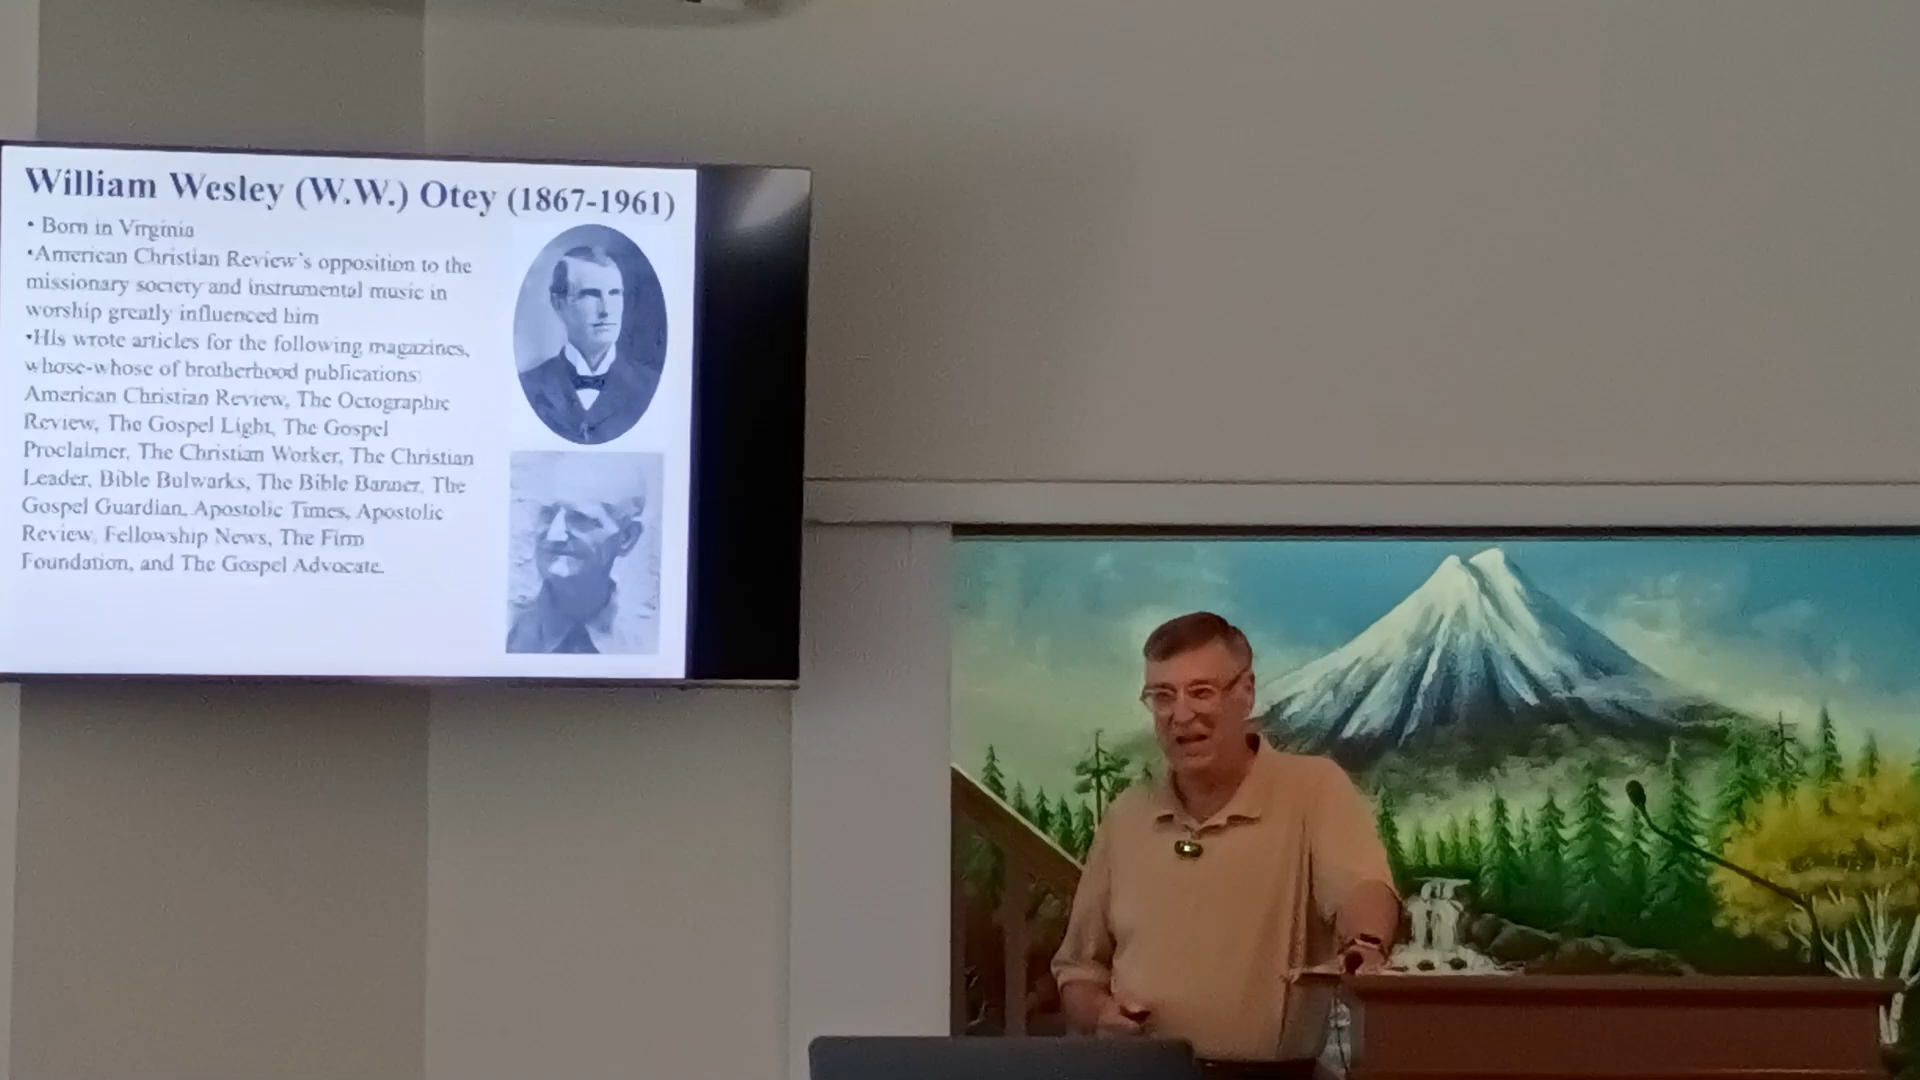 William Wesley (W.W.) Otey (1867-1961)
• Born in Virginia
•American Christian Review's opposition to the
missionary society and instrumental music in
worship greatly influenced him
•His wrote articles for the following magazines,
whose-whose of brotherhood publications:
American Christian Review, The Octographic
Review, The Gospel Light, The Gospel
Proclaimer, The Christian Worker, The Christian
Leader, Bible Bulwarks, The Bible Banner, The
Gospel Guardian, Apostolic Times, Apostolic
Review, Fellowship News, The Firm
Foundation, and The Gospel Advocate.